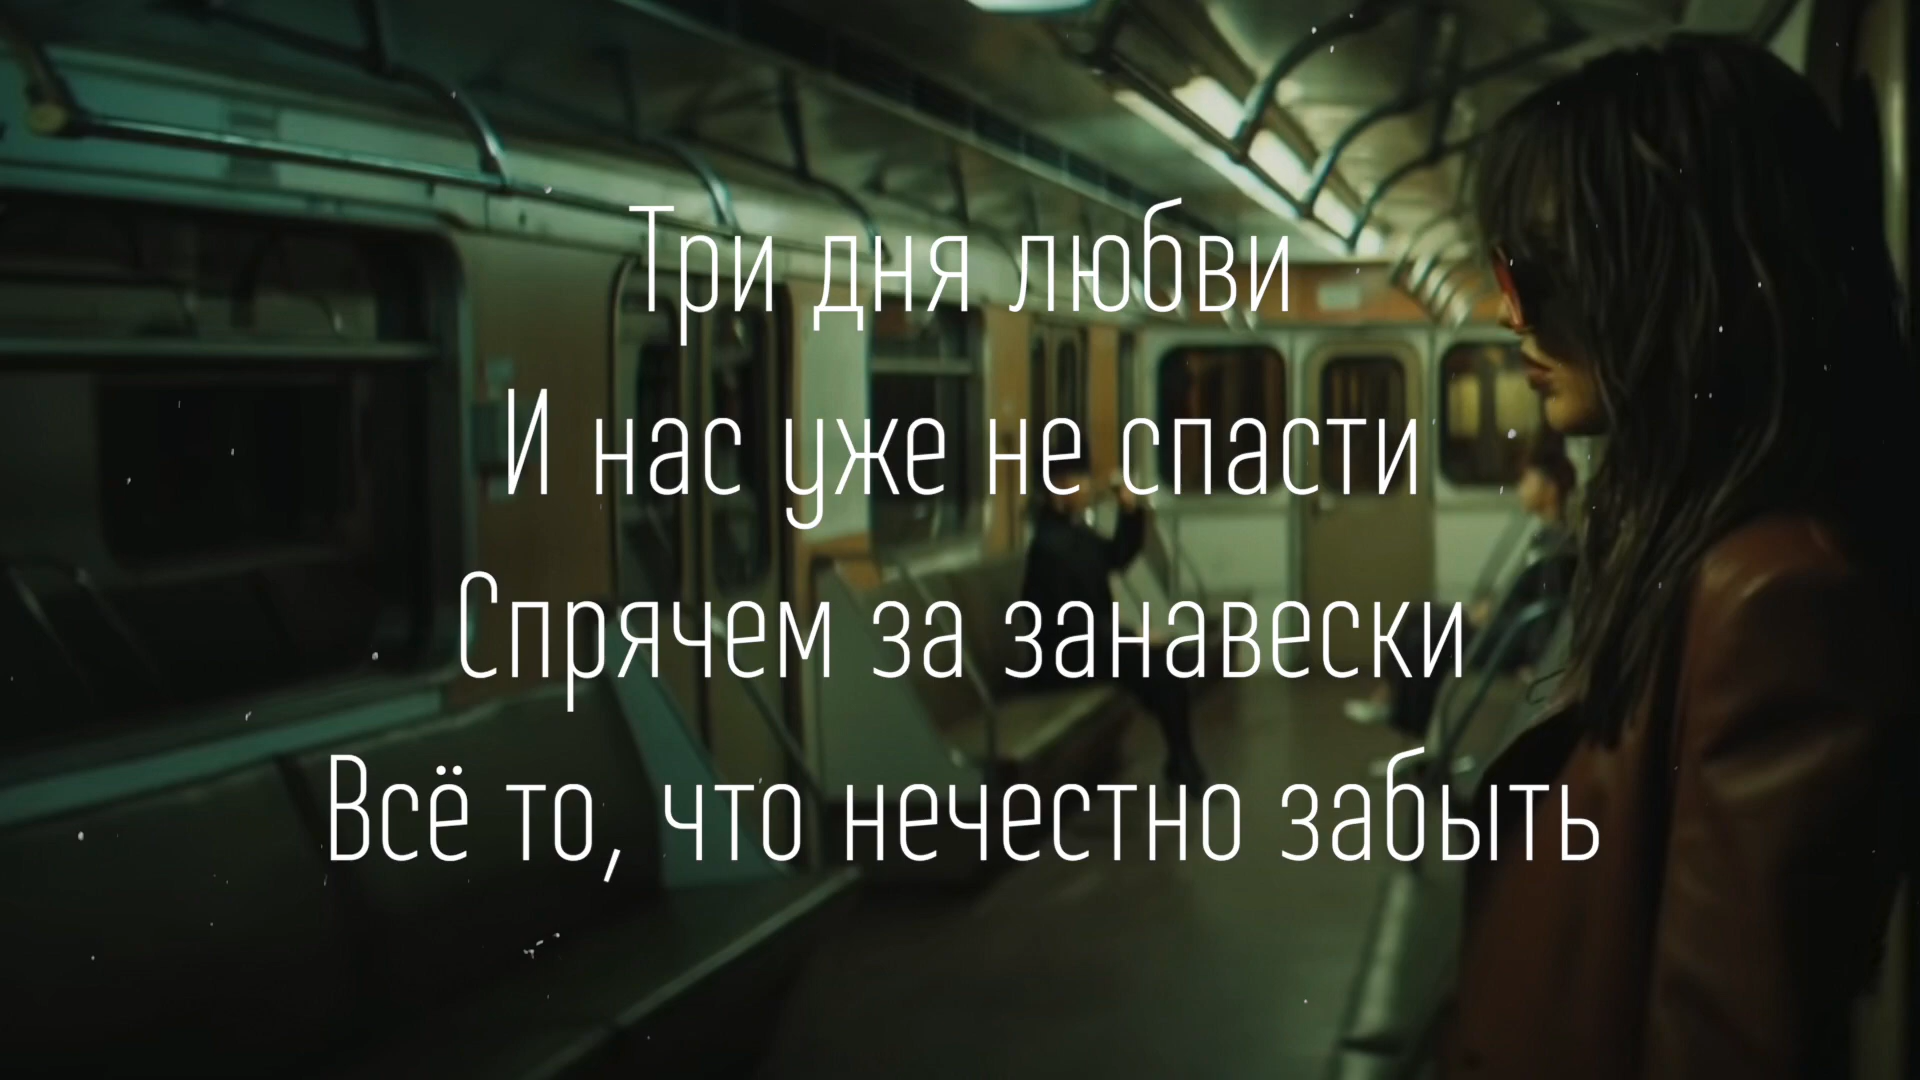 Три дня любви
И нас уже не спасти
Спрячем за занавески
Всё то, что нечестно забыть